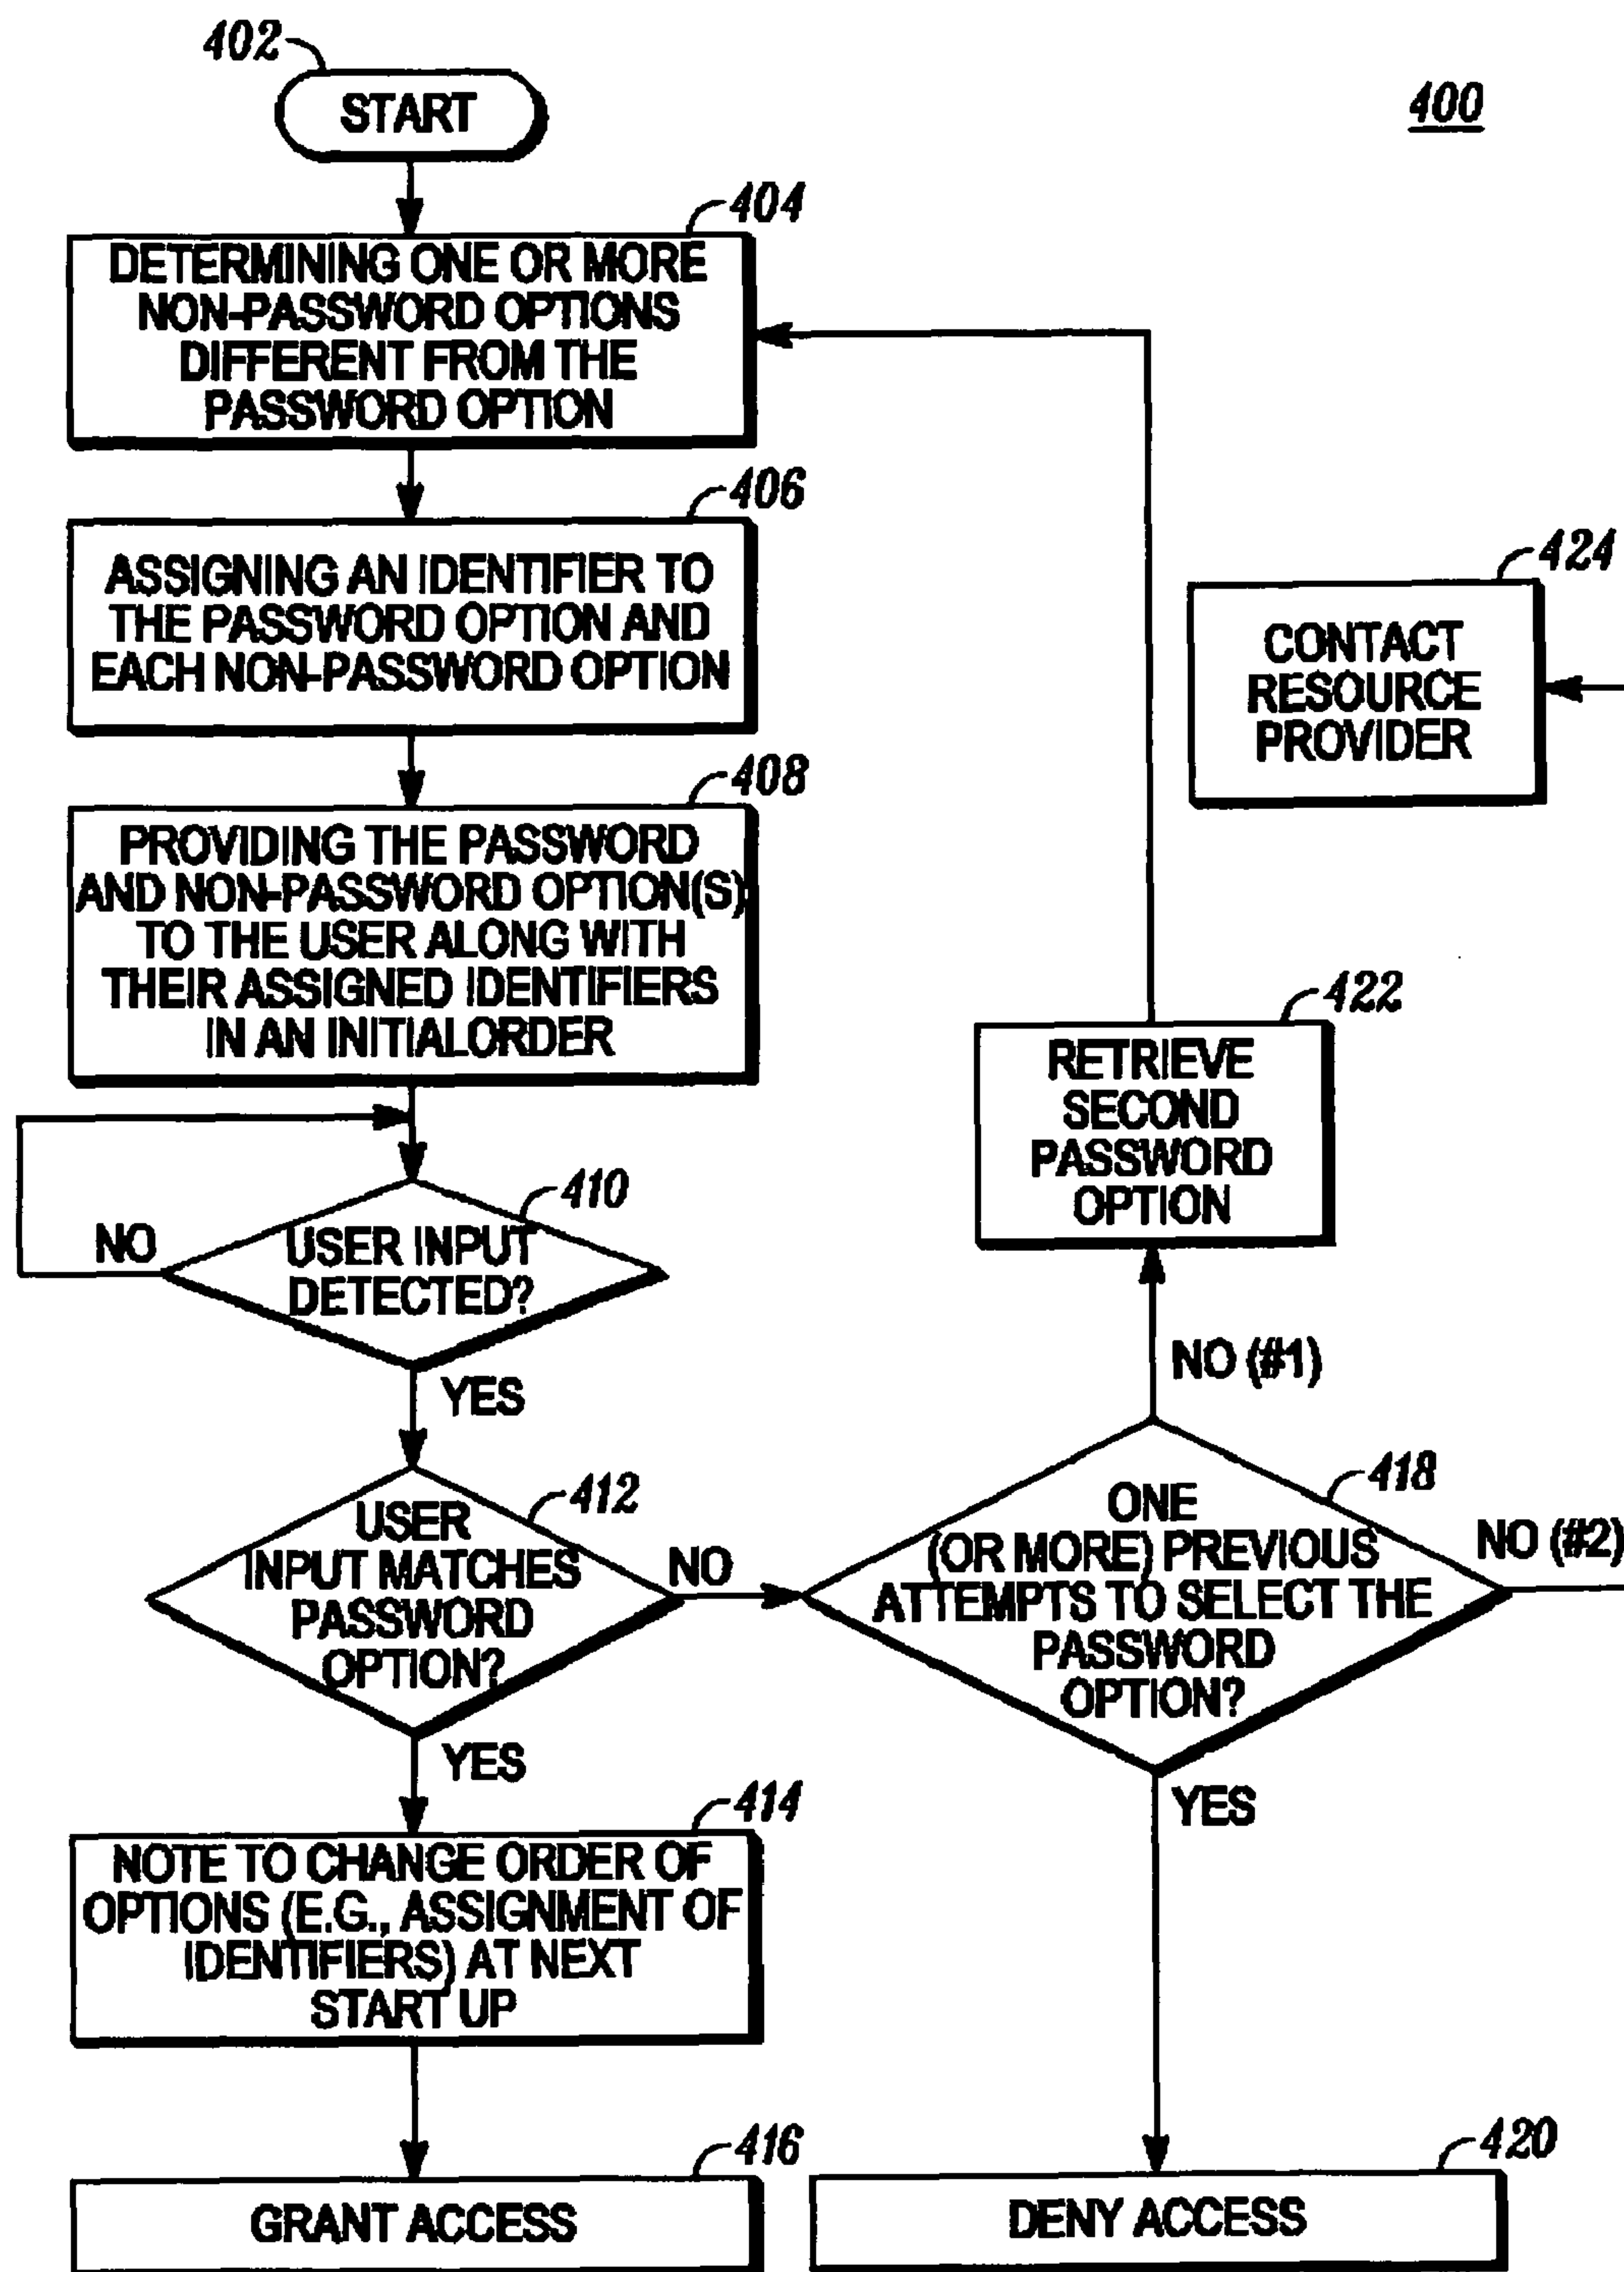 402
START
400
404
DETERMINING ONE OR MORE
NON-PASSWORD OPTIONS
DIFFERENT FROM THE
PASSWORD OPTION
406
ASSIGNING AN IDENTIFIER TO
THE PASSWORD OPTION AND
EACH NON-PASSWORD OPTION
408
PROVIDING THE PASSWORD
AND NON-PASSWORD OPTION(S)
TO THE USER ALONG WITH
THEIR ASSIGNED IDENTIFIERS
IN AN INITIALORDER
410
USER INPUT
DETECTED?
NO
YES
412
USER
INPUT MATCHES
PASSWORD
OPTION?
NO
YES
414
NOTE TO CHANGE ORDER OF
OPTIONS (E.G., ASSIGNMENT OF
IDENTIFIERS) AT NEXT
START UP
416
GRANT ACCESS
418
ONE
(OR MORE) PREVIOUS
ATTEMPTS TO SELECT THE
PASSWORD
OPTION?
NO (#1)
NO (#2)
YES
420
DENY ACCESS
422
RETRIEVE
SECOND
PASSWORD
OPTION
424
CONTACT
RESOURCE
PROVIDER